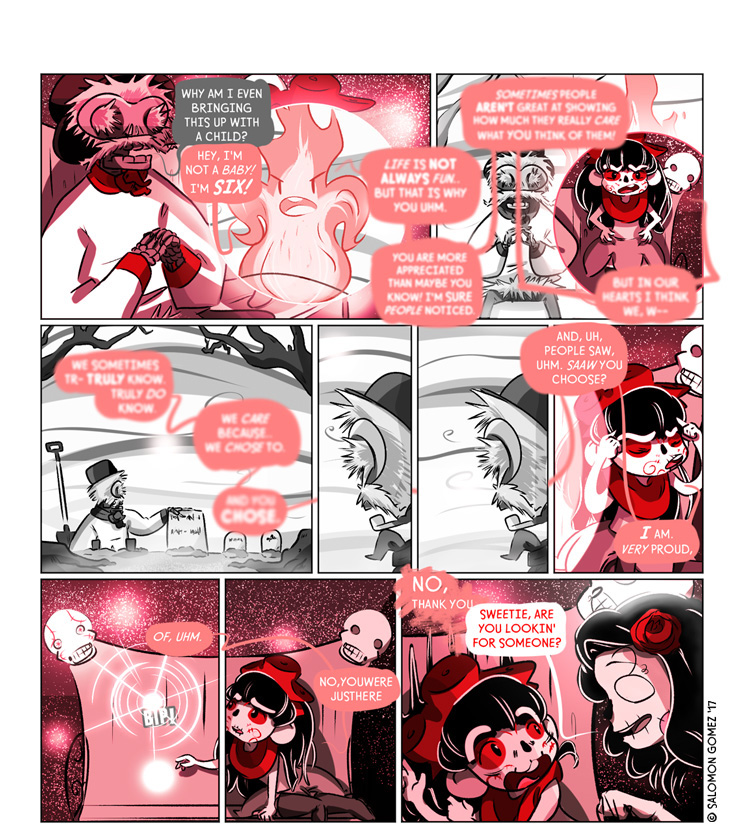 WHY AM I EVEN
BRINGING
THIS UP WITH
A CHILD?
HEY, I'M
NOT A BABY!
I'M SIX!
SOMETIMES PEOPLE
AREN'T GREAT AT SHOWING
HOW MUCH THEY REALLY CARE
WHAT YOU THINK OF THEM!
LIFE IS NOT
ALWAYS FUN..
BUT THAT IS WHY
YOU UHM.
YOU ARE MORE
APPRECIATED
THAN MAYBE YOU
KNOW! I'M SURE
PEOPLE NOTICED.
BUT IN OUR
HEARTS I THINK
WE, W--
WE SOMETIMES
TR- TRULY KNOW.
TRULY DO
KNOW.
WE CARE
BECAUSE..
WE CHOSE TO.
AND YOU
CHOSE.
AND, UH,
PEOPLE SAW,
UHM. SAAW YOU
CHOOSE?
I AM.
VERY PROUD,
OF, UHM.
BIP!
NO,YOUWERE
JUSTHERE
NO,
THANK YOU
SWEETIE, ARE
YOU LOOKIN'
FOR SOMEONE?
© SALOMON GOMEZ '17